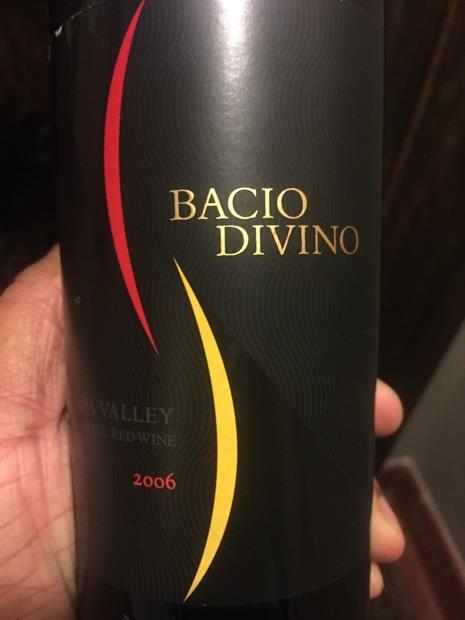 BACIO
DIVINO
VALLEY
RED WINE
2006